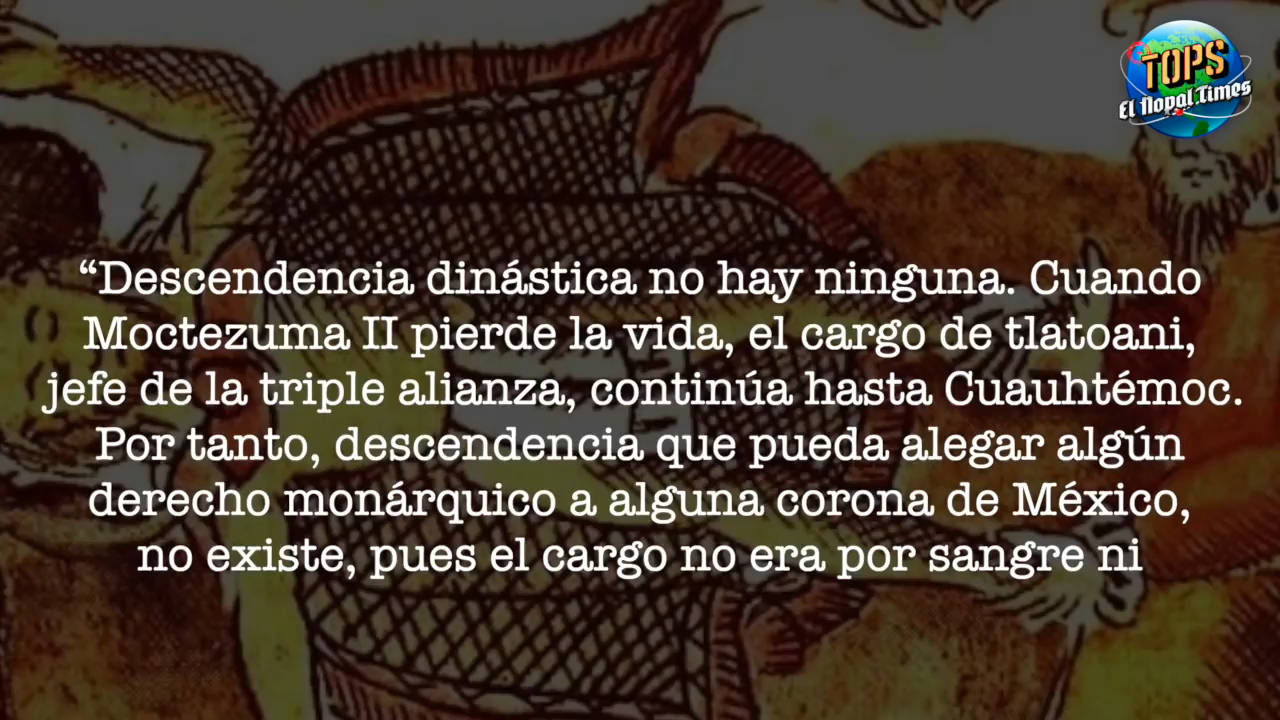 TOPS
El Nopal Times
“Descendencia dinástica no hay ninguna. Cuando
Moctezuma II pierde la vida, el cargo de tlatoani,
jefe de la triple alianza, continúa hasta Cuauhtémoc.
Por tanto, descendencia que pueda alegar algún
derecho monárquico a alguna corona de México,
no existe, pues el cargo no era por sangre ni